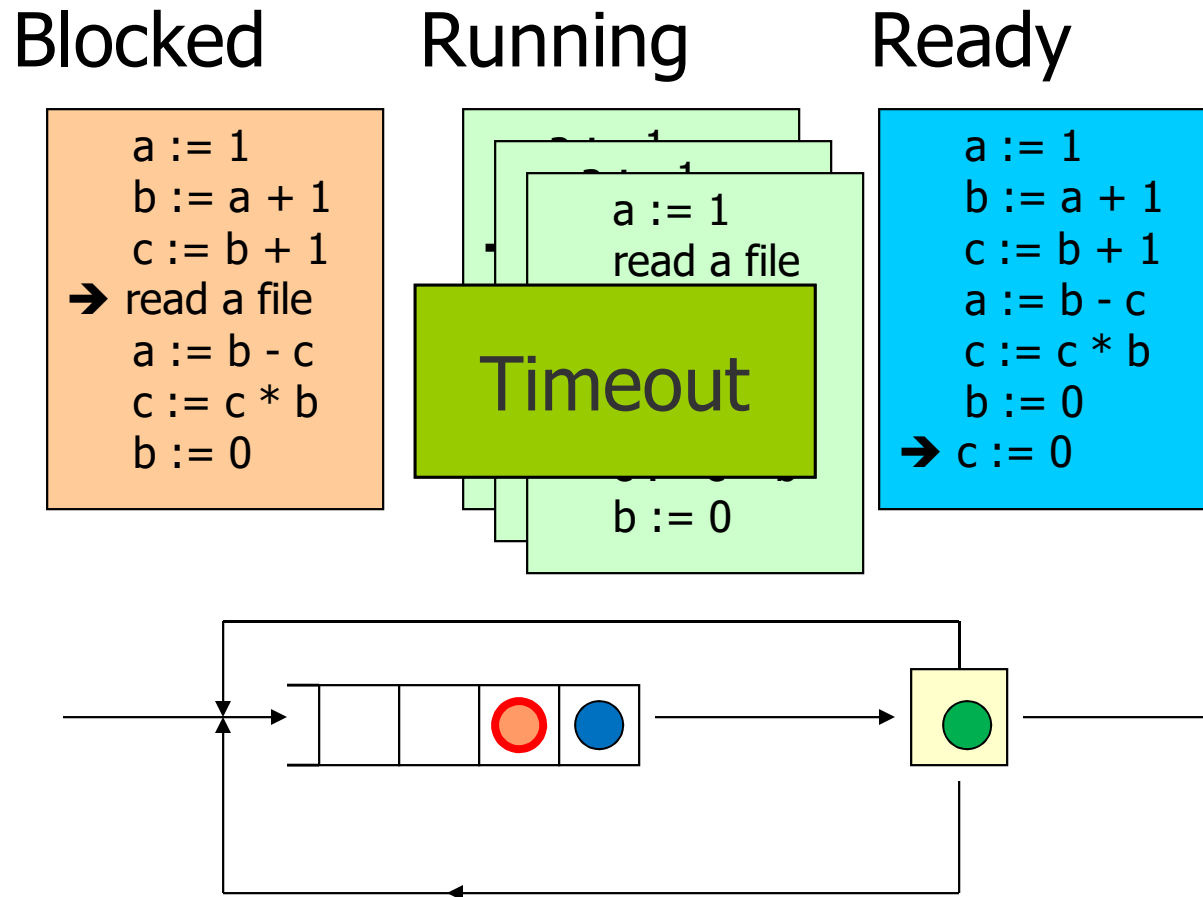 Blocked Running Ready
a := 1
b := a + 1
c := b + 1
➔ read a file
a := b - c
c := c * b
b := 0
a := 1
read a file
Timeout
b := 0
a := 1
b := a + 1
c := b + 1
a := b - c
c := c * b
b := 0
➔ c := 0